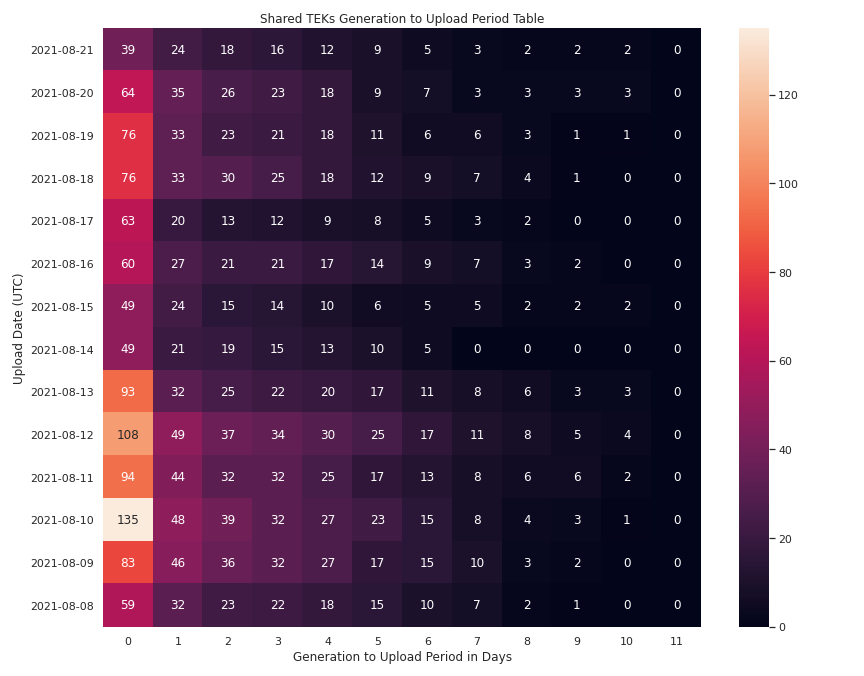 Shared TEKs Generation to Upload Period Table
Upload Date (UTC)
2021-08-21 39 24 18 16 12 9 5 3 2 2 2 0
2021-08-20 64 35 26 23 18 9 7 3 3 3 3 0
2021-08-19 76 33 23 21 18 11 6 6 3 1 1 0
2021-08-18 76 33 30 25 18 12 9 7 4 1 0 0
2021-08-17 63 20 13 12 9 8 5 3 2 0 0 0
2021-08-16 60 27 21 21 17 14 9 7 3 2 0 0
2021-08-15 49 24 15 14 10 6 5 5 2 2 2 0
2021-08-14 49 21 19 15 13 10 5 0 0 0 0 0
2021-08-13 93 32 25 22 20 17 11 8 6 3 3 0
2021-08-12 108 49 37 34 30 25 17 11 8 5 4 0
2021-08-11 94 44 32 32 25 17 13 8 6 6 2 0
2021-08-10 135 48 39 32 27 23 15 8 4 3 1 0
2021-08-09 83 46 36 32 27 17 15 10 3 2 0 0
2021-08-08 59 32 23 22 18 15 10 7 2 1 0 0
0 1 2 3 4 5 6 7 8 9 10 11
Generation to Upload Period in Days
120
100
80
60
40
20
0